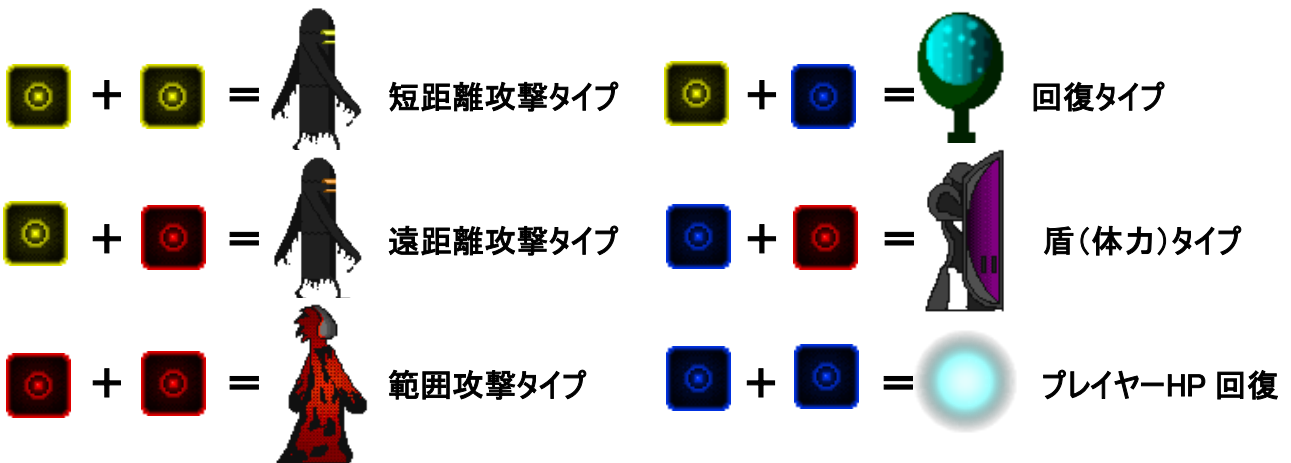 + = 短距離攻撃タイプ
+ = 回復タイプ
+ = 遠距離攻撃タイプ
+ = 盾(体力)タイプ
+ = 範囲攻撃タイプ
+ = プレイヤーHP 回復